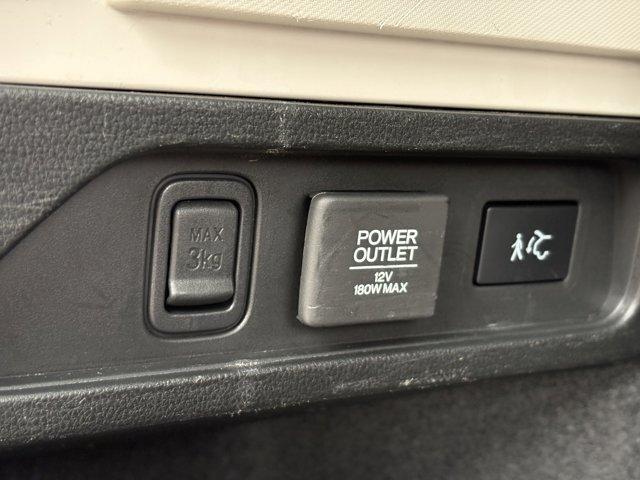 MAX
3kg
POWER
OUTLET
12V
180W MAX